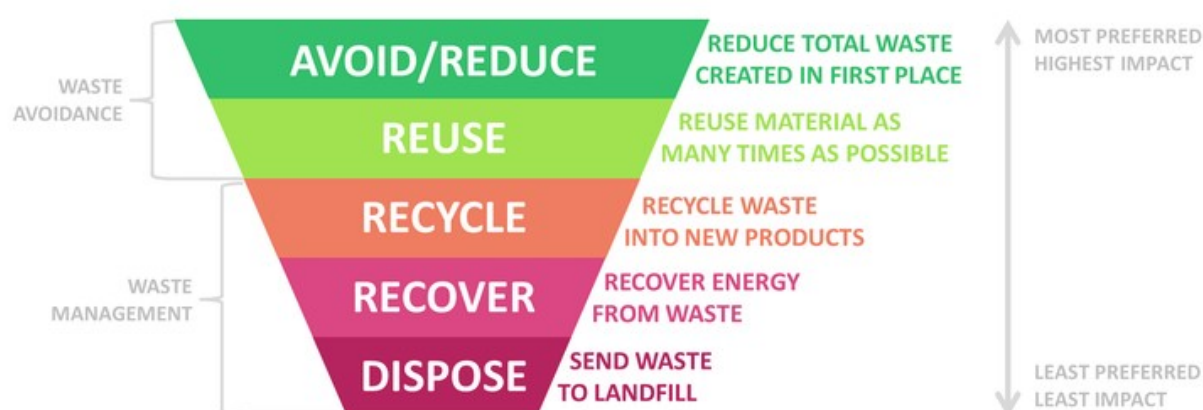 AVOID/REDUCE
REDUCE TOTAL WASTE
CREATED IN FIRST PLACE
MOST PREFERRED
HIGHEST IMPACT
WASTE
AVOIDANCE
REUSE
REUSE MATERIAL AS
MANY TIMES AS POSSIBLE
RECYCLE
RECYCLE WASTE
INTO NEW PRODUCTS
WASTE
MANAGEMENT
RECOVER
RECOVER ENERGY
FROM WASTE
DISPOSE
SEND WASTE
TO LANDFILL
LEAST PREFERRED
LEAST IMPACT